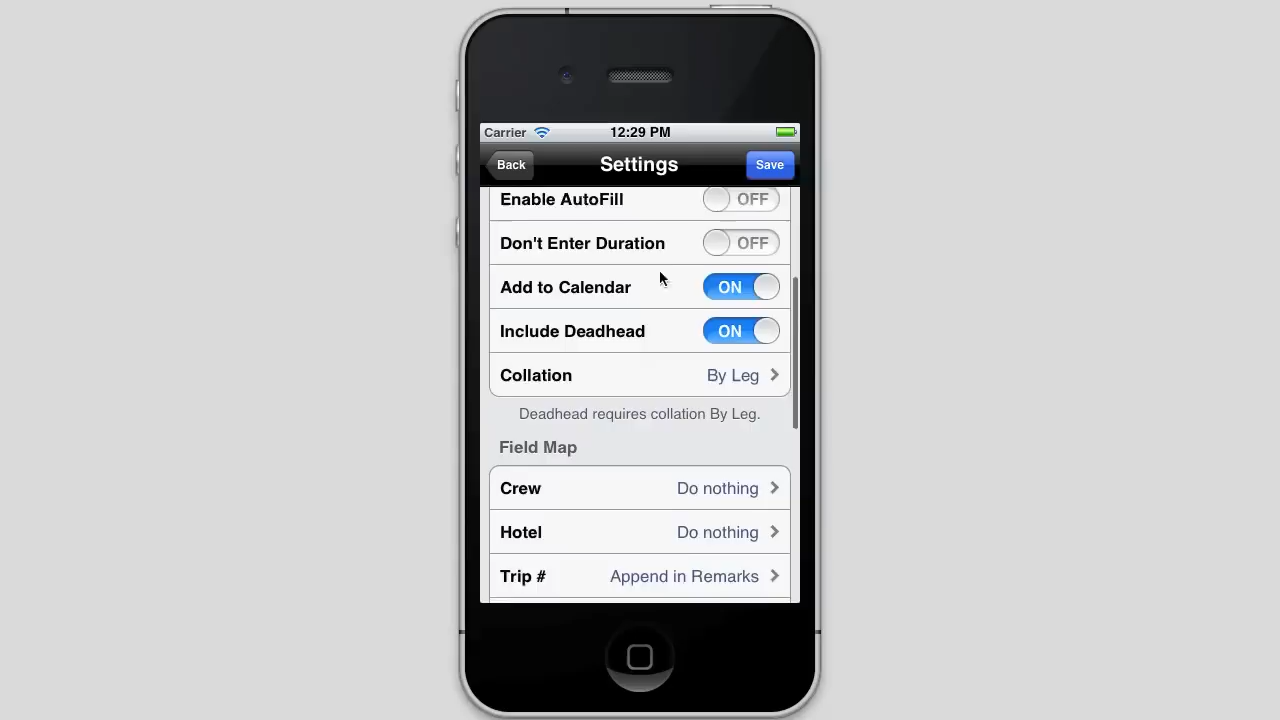 Carrier 12:29 PM
Back Settings Save
Enable AutoFill OFF
Don't Enter Duration OFF
Add to Calendar ON
Include Deadhead ON
Collation By Leg
Deadhead requires collation By Leg.
Field Map
Crew Do nothing
Hotel Do nothing
Trip # Append in Remarks